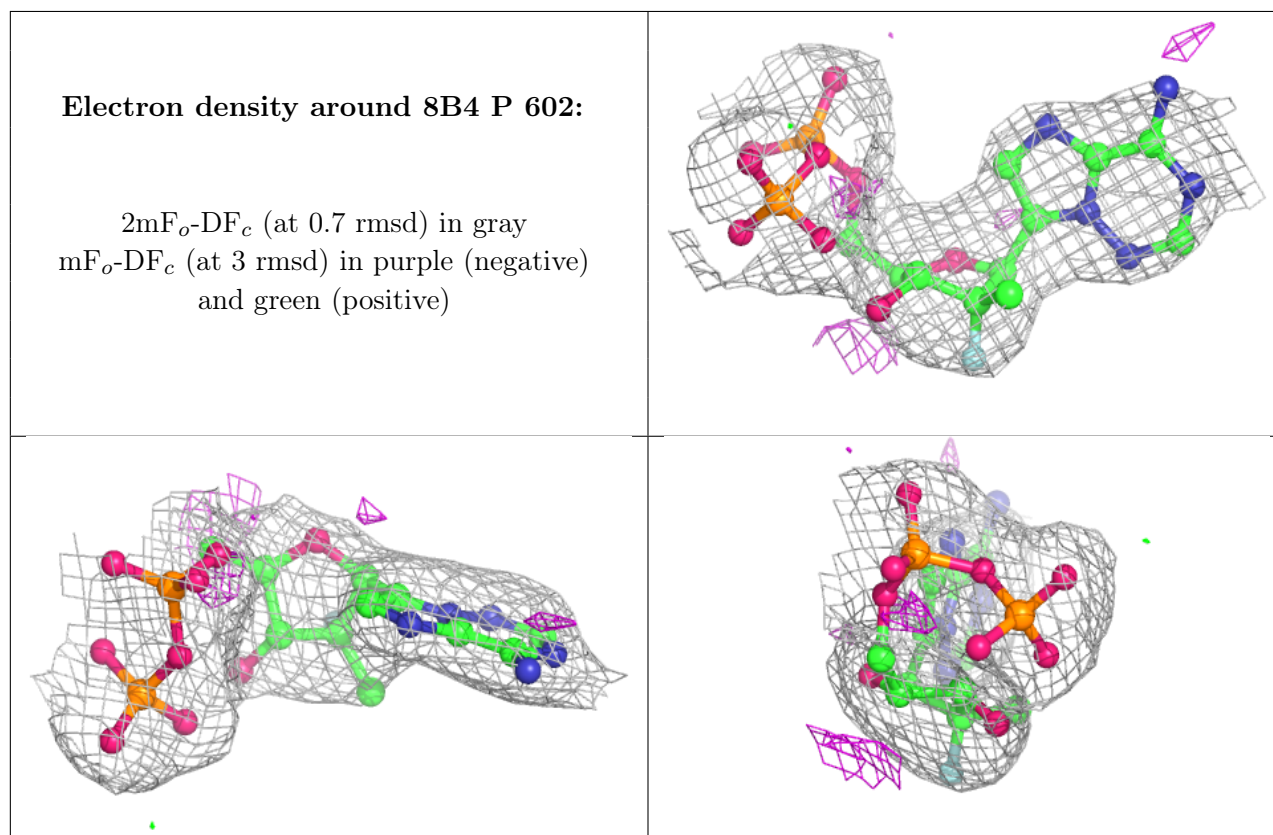 Electron density around 8B4 P 602:
2mFo-DFc (at 0.7 rmsd) in gray
mFo-DFc (at 3 rmsd) in purple (negative)
and green (positive)